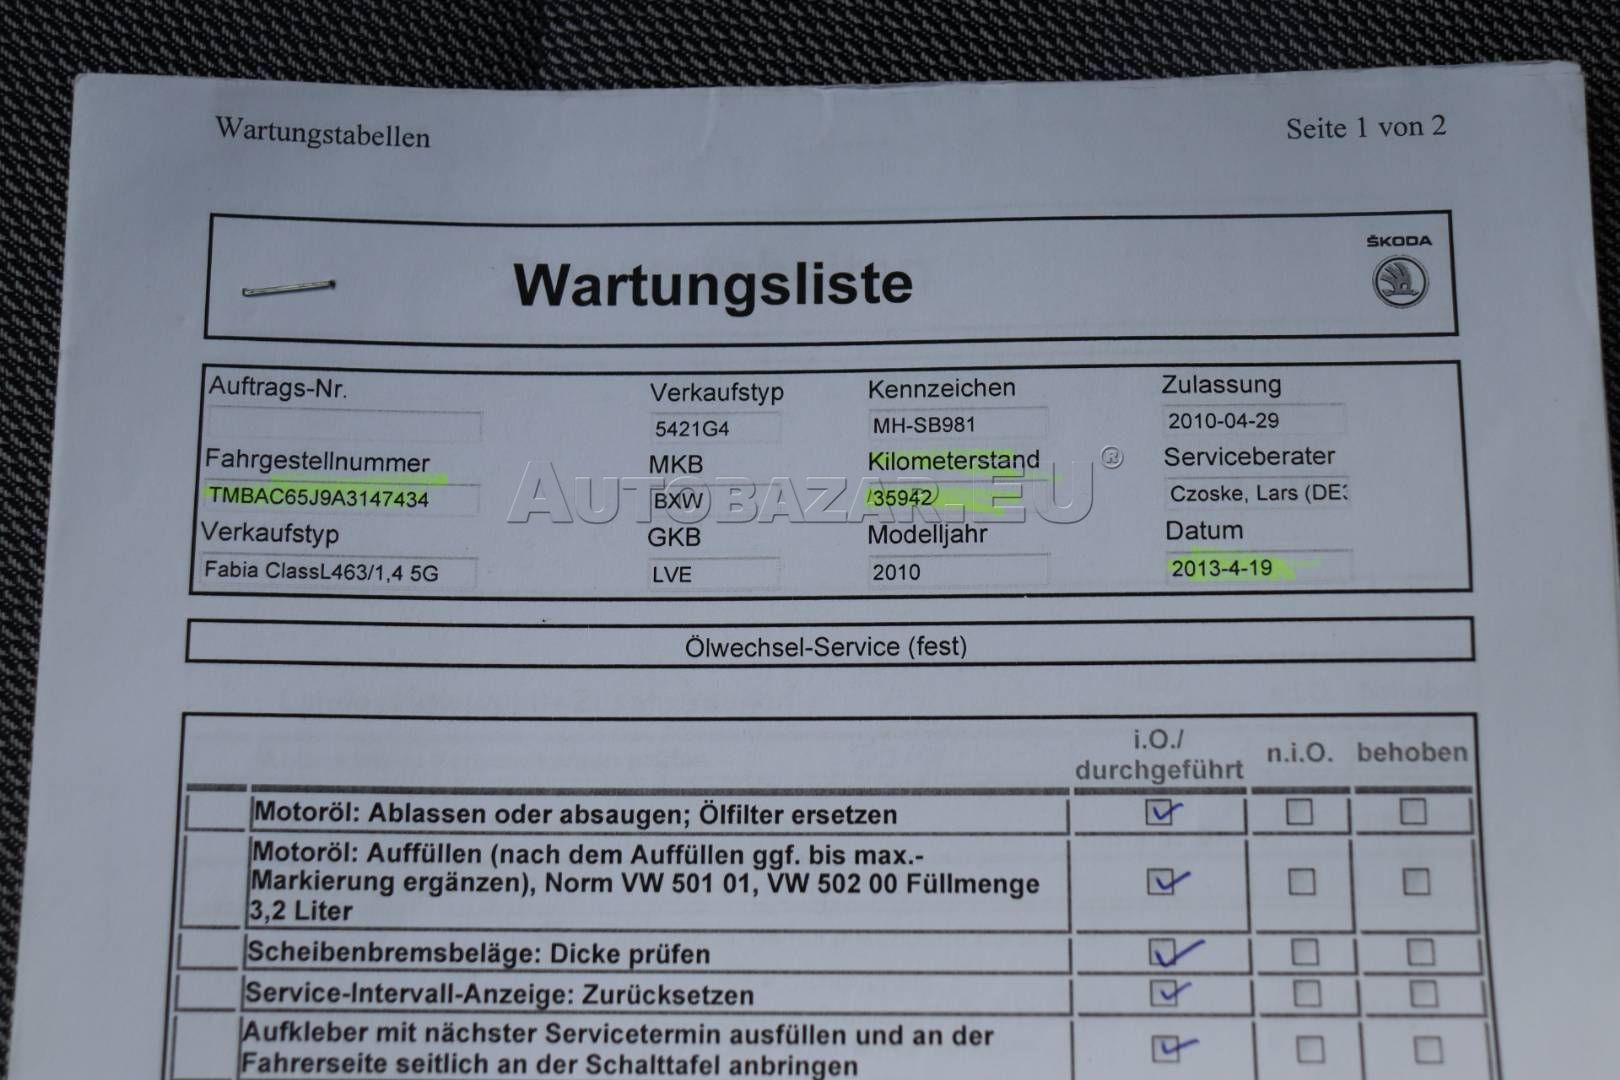 Wartungstabellen
Seite 1 von 2
Wartungsliste
ŠKODA
Auftrags-Nr.
Verkaufstyp
Kennzeichen
Zulassung
5421G4
MH-SB981
2010-04-29
Fahrgestellnummer
MKB
Kilometerstand
Serviceberater
TMBAC65J9A3147434
BXW
35942
Czoske, Lars (DE
Verkaufstyp
GKB
Modelljahr
Datum
Fabia ClassL463/1,4 5G
LVE
2010
2013-4-19
AUTOBAZAR.EU®
Ölwechsel-Service (fest)
i.O./
durchgeführt
n.i.O.
behoben
Motoröl: Ablassen oder absaugen; Ölfilter ersetzen
Motoröl: Auffüllen (nach dem Auffüllen ggf. bis max.-
Markierung ergänzen), Norm VW 501 01, VW 502 00 Füllmenge
3,2 Liter
Scheibenbremsbeläge: Dicke prüfen
Service-Intervall-Anzeige: Zurücksetzen
Aufkleber mit nächster Servicetermin ausfüllen und an der
Fahrerseite seitlich an der Schalttafel anbringen